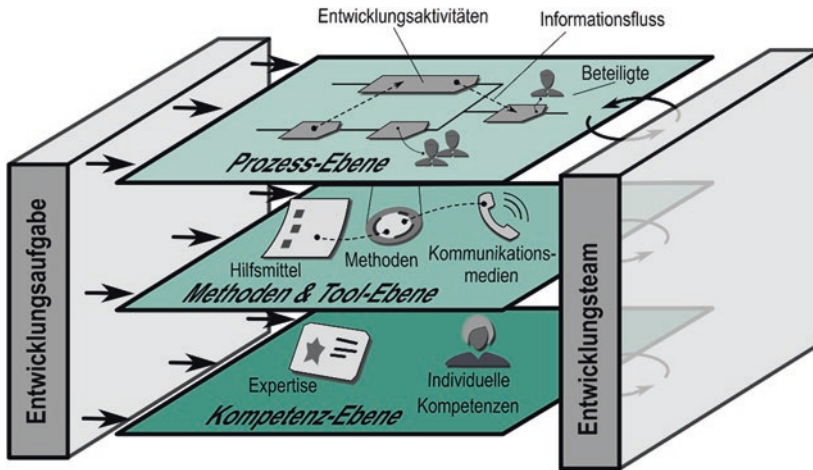 Entwicklungsaktivitäten
Informationsfluss
Beteiligte
Prozess-Ebene
Hilfsmittel
Methoden
Kommunikations-
medien
Methoden & Tool-Ebene
Expertise
Individuelle
Kompetenzen
Kompetenz-Ebene
Entwicklungsaufgabe
Entwicklungsteam